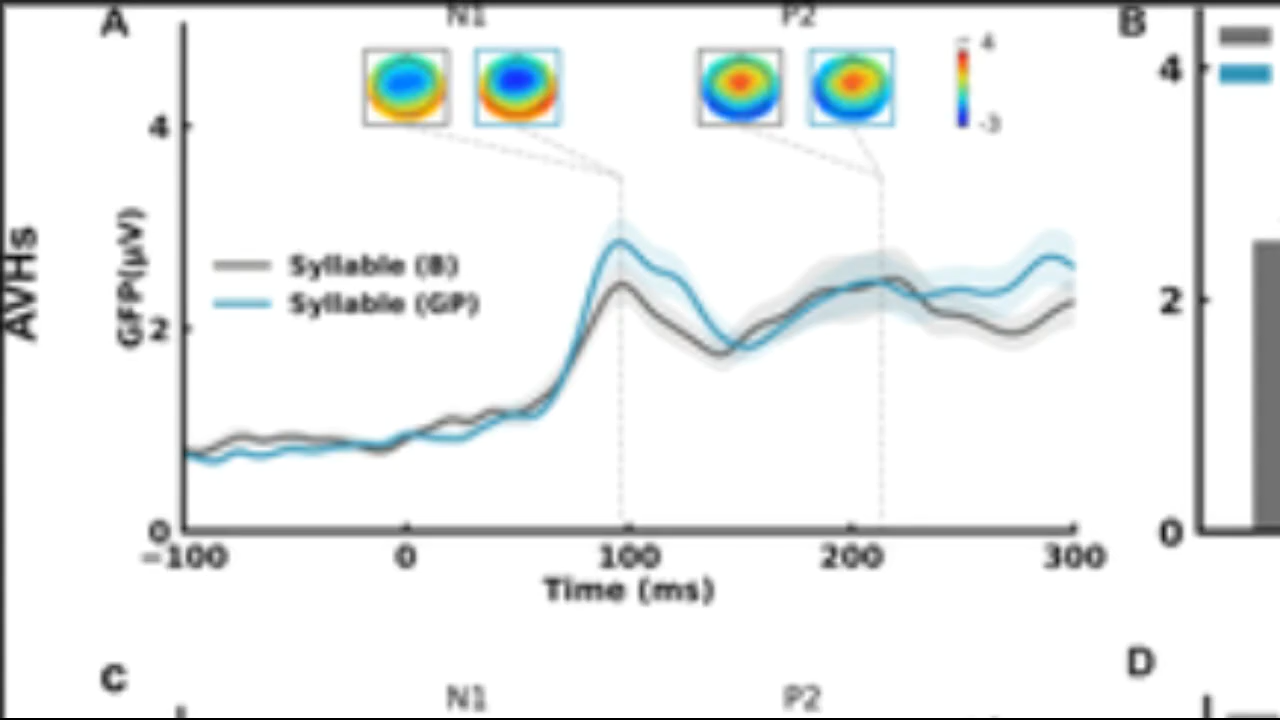 A
N1
P2
B
4
-3
4
2
0
GFP(μV)
AVHs
Syllable (B)
Syllable (GP)
−100
0
100
200
300
Time (ms)
4
2
0
C
N1
P2
D